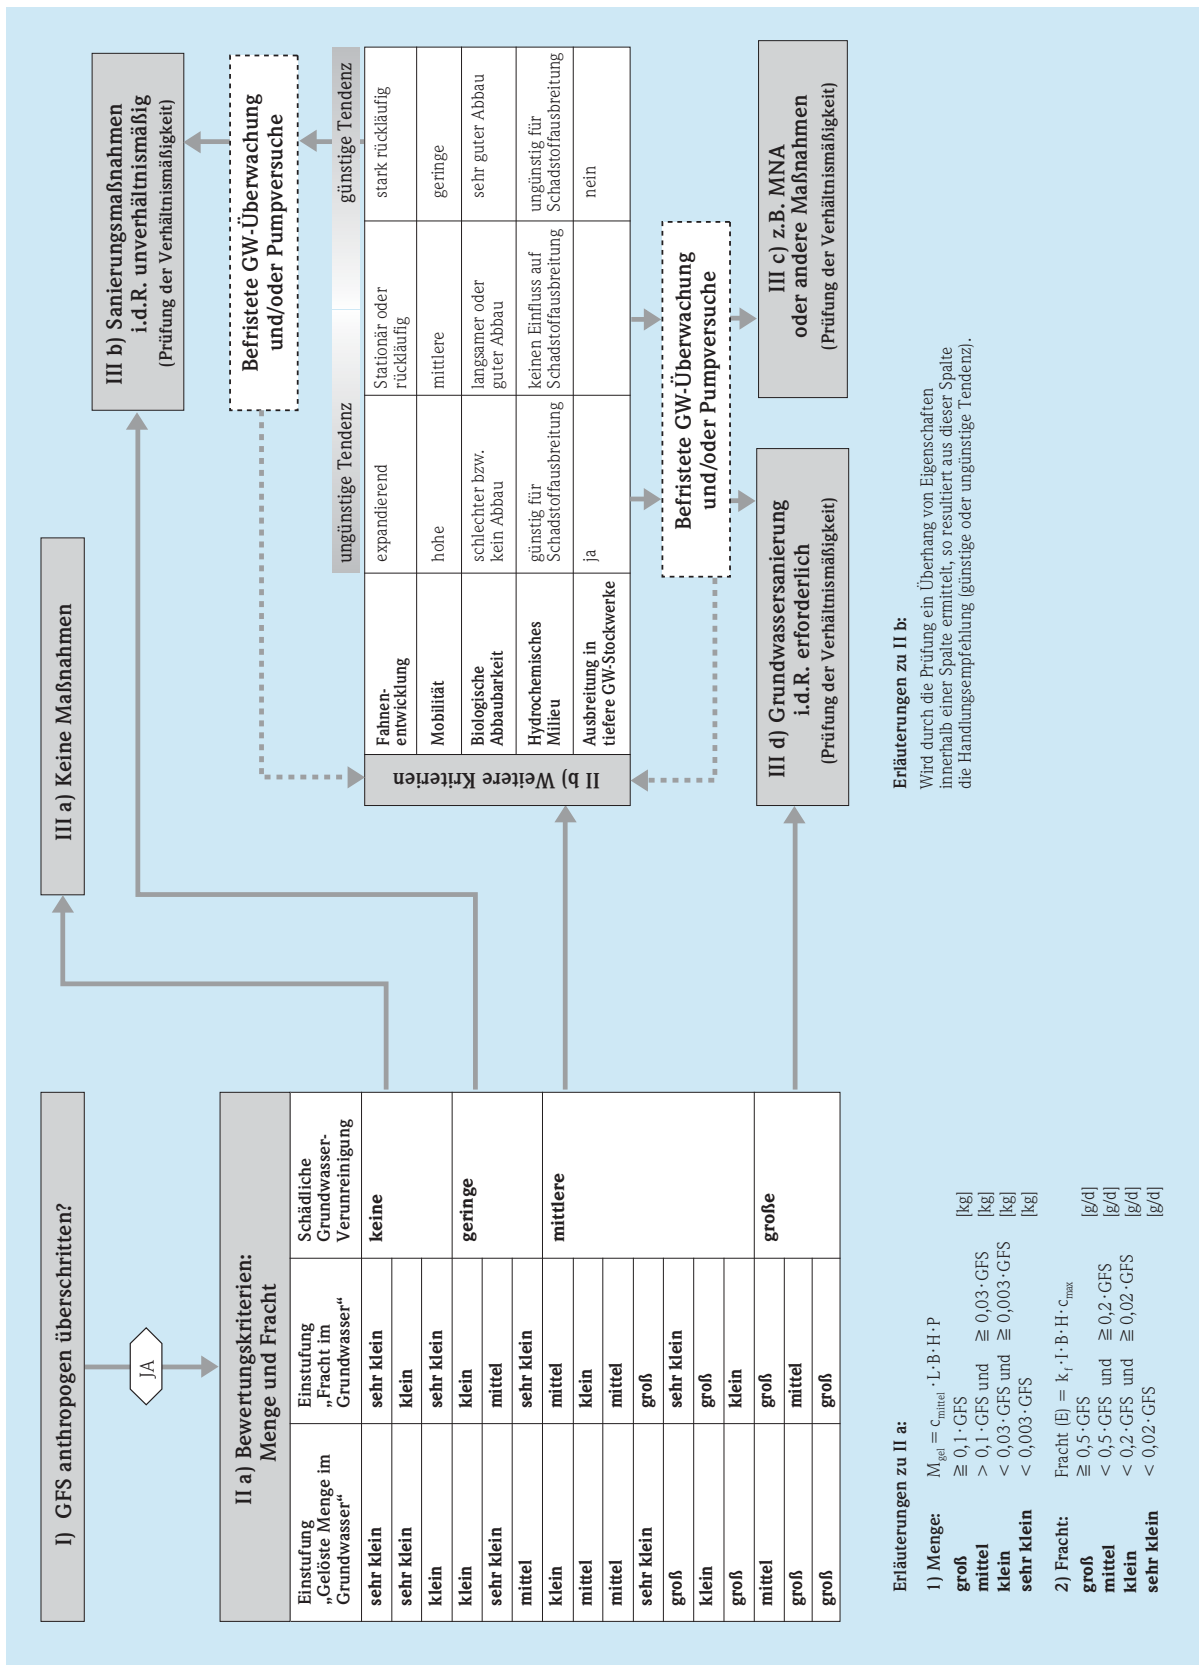 I) GFS anthropogen überschritten?
JA
II a) Bewertungskriterien:
Menge und Fracht
Einstufung
„Gelöste Menge im
Grundwasser“
Einstufung
„Fracht im
Grundwasser“
Schädliche
Grundwasser-
Verunreinigung
sehr klein
sehr klein
keine
sehr klein
klein
klein
sehr klein
klein
klein
geringe
sehr klein
mittel
mittel
sehr klein
klein
mittel
mittlere
mittel
klein
mittel
mittel
sehr klein
groß
groß
sehr klein
klein
groß
groß
klein
mittel
groß
große
groß
mittel
groß
groß
III a) Keine Maßnahmen
III b) Sanierungsmaßnahmen
i.d.R. unverhältnismäßig
(Prüfung der Verhältnismäßigkeit)
Befristete GW-Überwachung
und/oder Pumpversuche
ungünstige Tendenz
günstige Tendenz
II b) Weitere Kriterien
Fahnen-
entwicklung
expandierend
Stationär oder
rückläufig
stark rückläufig
Mobilität
hohe
mittlere
geringe
Biologische
Abbaubarkeit
schlechter bzw.
kein Abbau
langsamer oder
guter Abbau
sehr guter Abbau
Hydrochemisches
Milieu
günstig für
Schadstoffausbreitung
keinen Einfluss auf
Schadstoffausbreitung
ungünstig für
Schadstoffausbreitung
Ausbreitung in
tiefere GW-Stockwerke
ja
nein
Befristete GW-Überwachung
und/oder Pumpversuche
III d) Grundwassersanierung
i.d.R. erforderlich
(Prüfung der Verhältnismäßigkeit)
III c) z.B. MNA
oder andere Maßnahmen
(Prüfung der Verhältnismäßigkeit)
Erläuterungen zu II a:
1) Menge: M_gel = c_mittel · L · B · H · P
groß ≧ 0,1 · GFS [kg]
mittel > 0,1 · GFS und ≧ 0,03 · GFS [kg]
klein < 0,03 · GFS und ≧ 0,003 · GFS [kg]
sehr klein < 0,003 · GFS [kg]
2) Fracht: Fracht (E) = k_f · I · B · H · c_max
groß ≧ 0,5 · GFS [g/d]
mittel < 0,5 · GFS und ≧ 0,2 · GFS [g/d]
klein < 0,2 · GFS und ≧ 0,02 · GFS [g/d]
sehr klein < 0,02 · GFS [g/d]
Erläuterungen zu II b:
Wird durch die Prüfung ein Überhang von Eigenschaften
innerhalb einer Spalte ermittelt, so resultiert aus dieser Spalte
die Handlungsempfehlung (günstige oder ungünstige Tendenz).